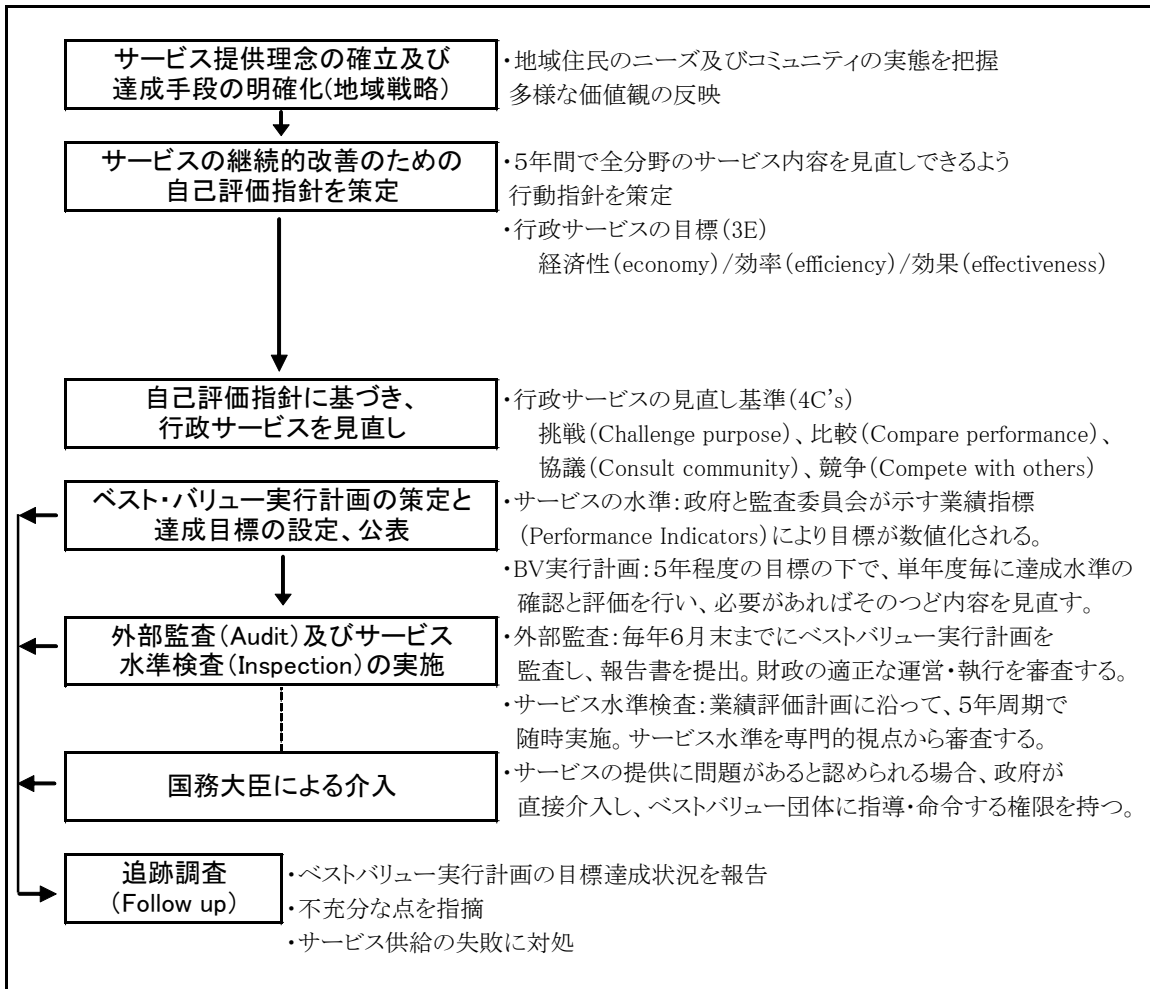 サービス提供理念の確立及び
達成手段の明確化(地域戦略)
・地域住民のニーズ及びコミュニティの実態を把握
多様な価値観の反映
サービスの継続的改善のための
自己評価指針を策定
・5年間で全分野のサービス内容を見直しできるよう
行動指針を策定
・行政サービスの目標(3E)
経済性(economy)/効率(efficiency)/効果(effectiveness)
自己評価指針に基づき、
行政サービスを見直し
・行政サービスの見直し基準(4C's)
挑戦(Challenge purpose)、比較(Compare performance)、
協議(Consult community)、競争(Compete with others)
ベスト・バリュー実行計画の策定と
達成目標の設定、公表
・サービスの水準:政府と監査委員会が示す業績指標
(Performance Indicators)により目標が数値化される。
・BV実行計画:5年程度の目標の下で、単年度毎に達成水準の
確認と評価を行い、必要があればそのつど内容を見直す。
外部監査(Audit)及びサービス
水準検査(Inspection)の実施
・外部監査:毎年6月末までにベストバリュー実行計画を
監査し、報告書を提出。財政の適正な運営・執行を審査する。
・サービス水準検査:業績評価計画に沿って、5年周期で
随時実施。サービス水準を専門的視点から審査する。
国務大臣による介入
・サービスの提供に問題があると認められる場合、政府が
直接介入し、ベストバリュー団体に指導・命令する権限を持つ。
追跡調査
(Follow up)
・ベストバリュー実行計画の目標達成状況を報告
・不充分な点を指摘
・サービス供給の失敗に対処